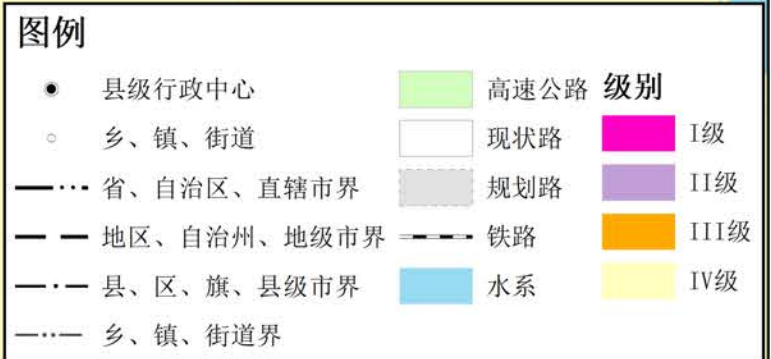 图例
县级行政中心
乡、镇、街道
省、自治区、直辖市界
地区、自治州、地级市界
县、区、旗、县级市界
乡、镇、街道界
高速公路
现状路
规划路
铁路
水系
级别
I级
II级
III级
IV级